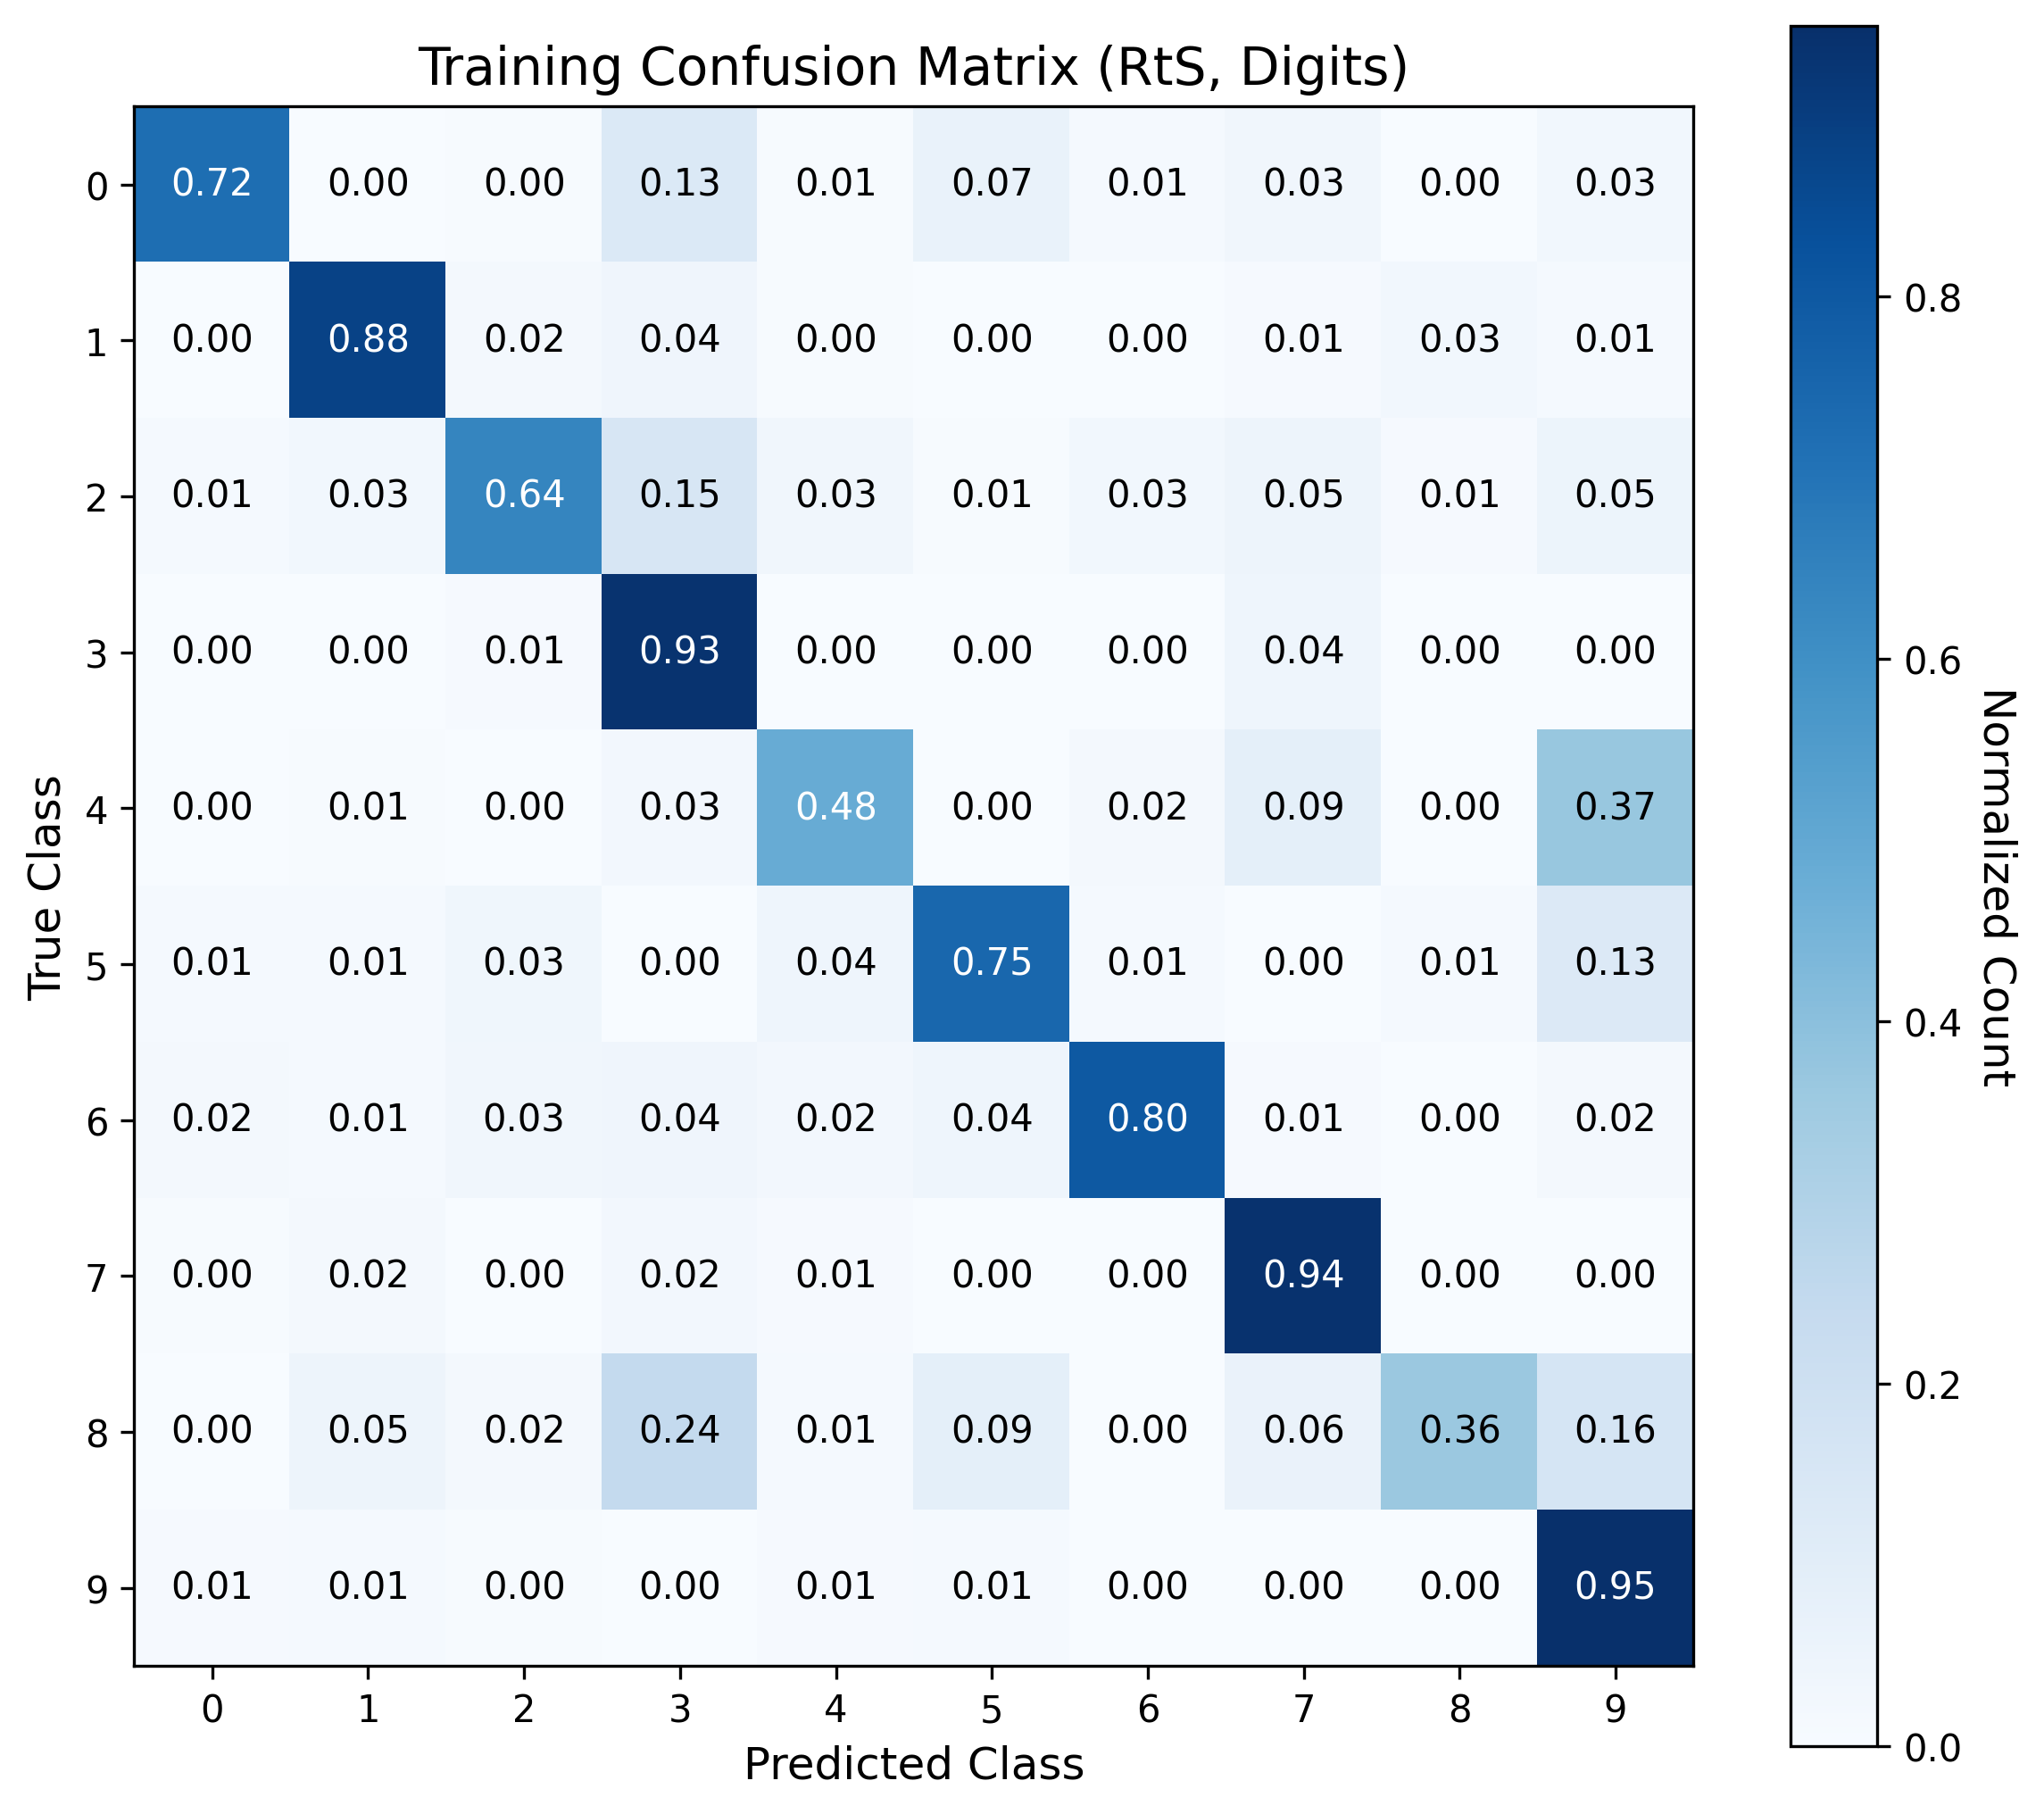 Training Confusion Matrix (RtS, Digits)
0 0.72 0.00 0.00 0.13 0.01 0.07 0.01 0.03 0.00 0.03
1 0.00 0.88 0.02 0.04 0.00 0.00 0.00 0.01 0.03 0.01
2 0.01 0.03 0.64 0.15 0.03 0.01 0.03 0.05 0.01 0.05
3 0.00 0.00 0.01 0.93 0.00 0.00 0.00 0.04 0.00 0.00
4 0.00 0.01 0.00 0.03 0.48 0.00 0.02 0.09 0.00 0.37
5 0.01 0.01 0.03 0.00 0.04 0.75 0.01 0.00 0.01 0.13
6 0.02 0.01 0.03 0.04 0.02 0.04 0.80 0.01 0.00 0.02
7 0.00 0.02 0.00 0.02 0.01 0.00 0.00 0.94 0.00 0.00
8 0.00 0.05 0.02 0.24 0.01 0.09 0.00 0.06 0.36 0.16
9 0.01 0.01 0.00 0.00 0.01 0.01 0.00 0.00 0.00 0.95
0 1 2 3 4 5 6 7 8 9
Predicted Class
True Class
0.8
0.6
0.4
0.2
0.0
Normalized Count